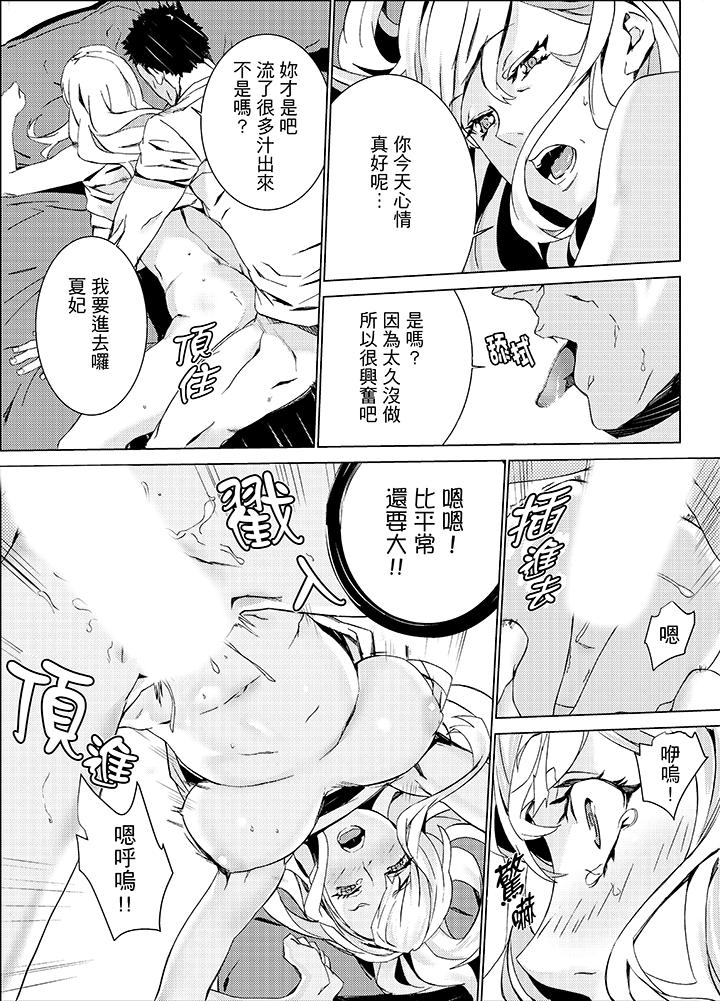 你今天心情
真好呢…
是嗎？
因為太久沒做
所以很興奮吧
舔拭
妳才是吧
流了很多汁出來
不是嗎？
我要進去囉
夏妃
頂住
插進去
嗯
咿嗚！
驚嚇
嗯嗯！
比平常
還要大!!
戳入
頂進
嗯呼嗚!!